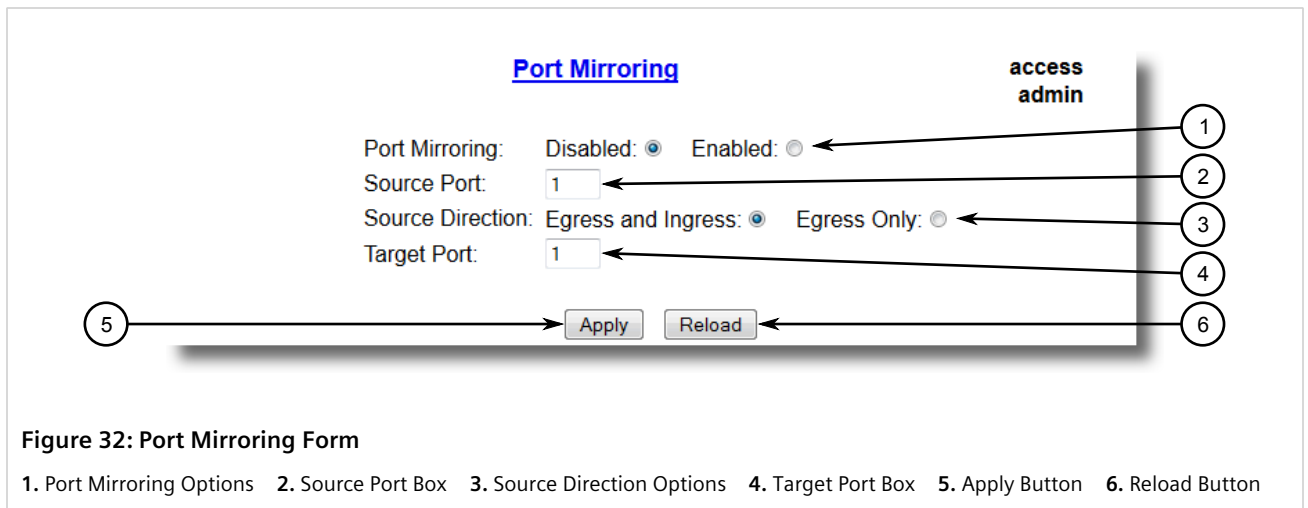 Port Mirroring
access
admin
1
Port Mirroring: Disabled: Enabled:
2
Source Port: 1
Source Direction: Egress and Ingress: Egress Only:
3
Target Port: 1
4
5
Apply Reload
6
Figure 32: Port Mirroring Form
1. Port Mirroring Options 2. Source Port Box 3. Source Direction Options 4. Target Port Box 5. Apply Button 6. Reload Button